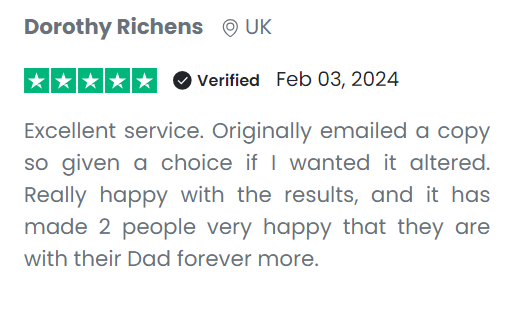 Dorothy Richens UK
Verified Feb 03, 2024
Excellent service. Originally emailed a copy
so given a choice if I wanted it altered.
Really happy with the results, and it has
made 2 people very happy that they are
with their Dad forever more.